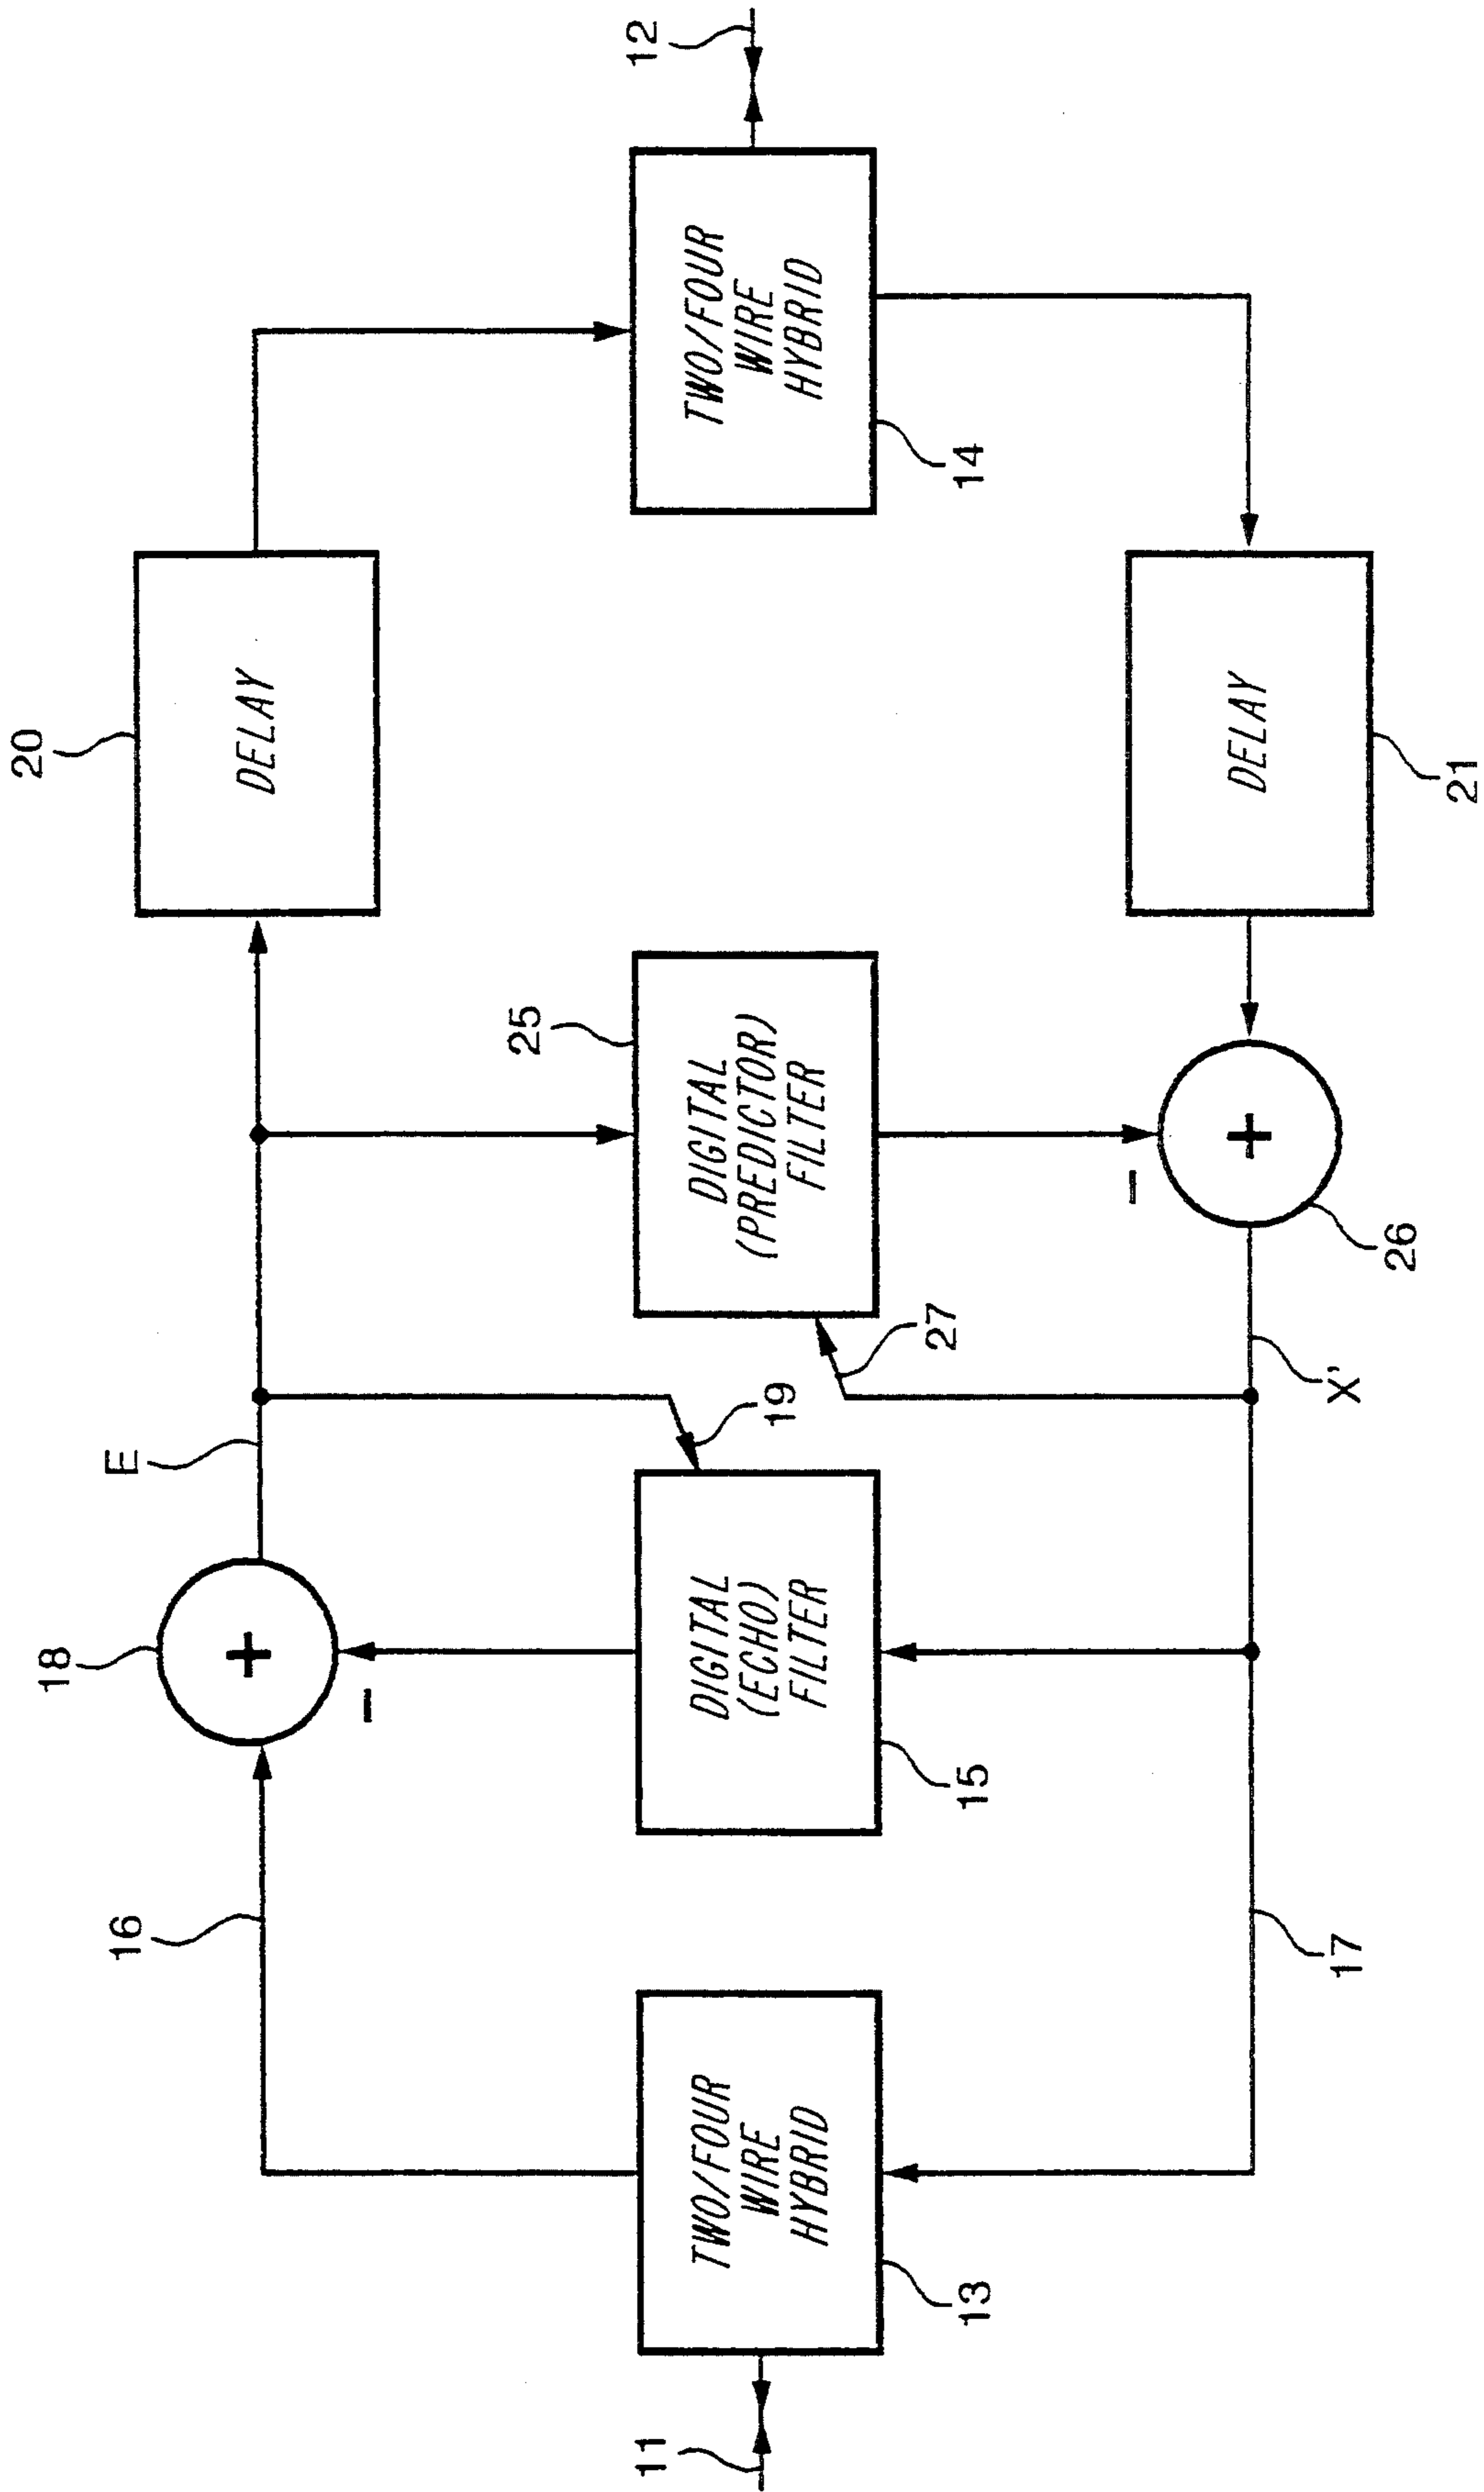 20
DELAY
18
E
16
25
DIGITAL
(PREDICTOR)
FILTER
19
27
DIGITAL
(ECHO)
FILTER
15
TWO/FOUR
WIRE
HYBRID
13
11
TWO/FOUR
WIRE
HYBRID
14
12
+
-
+
-
26
X'
17
DELAY
21